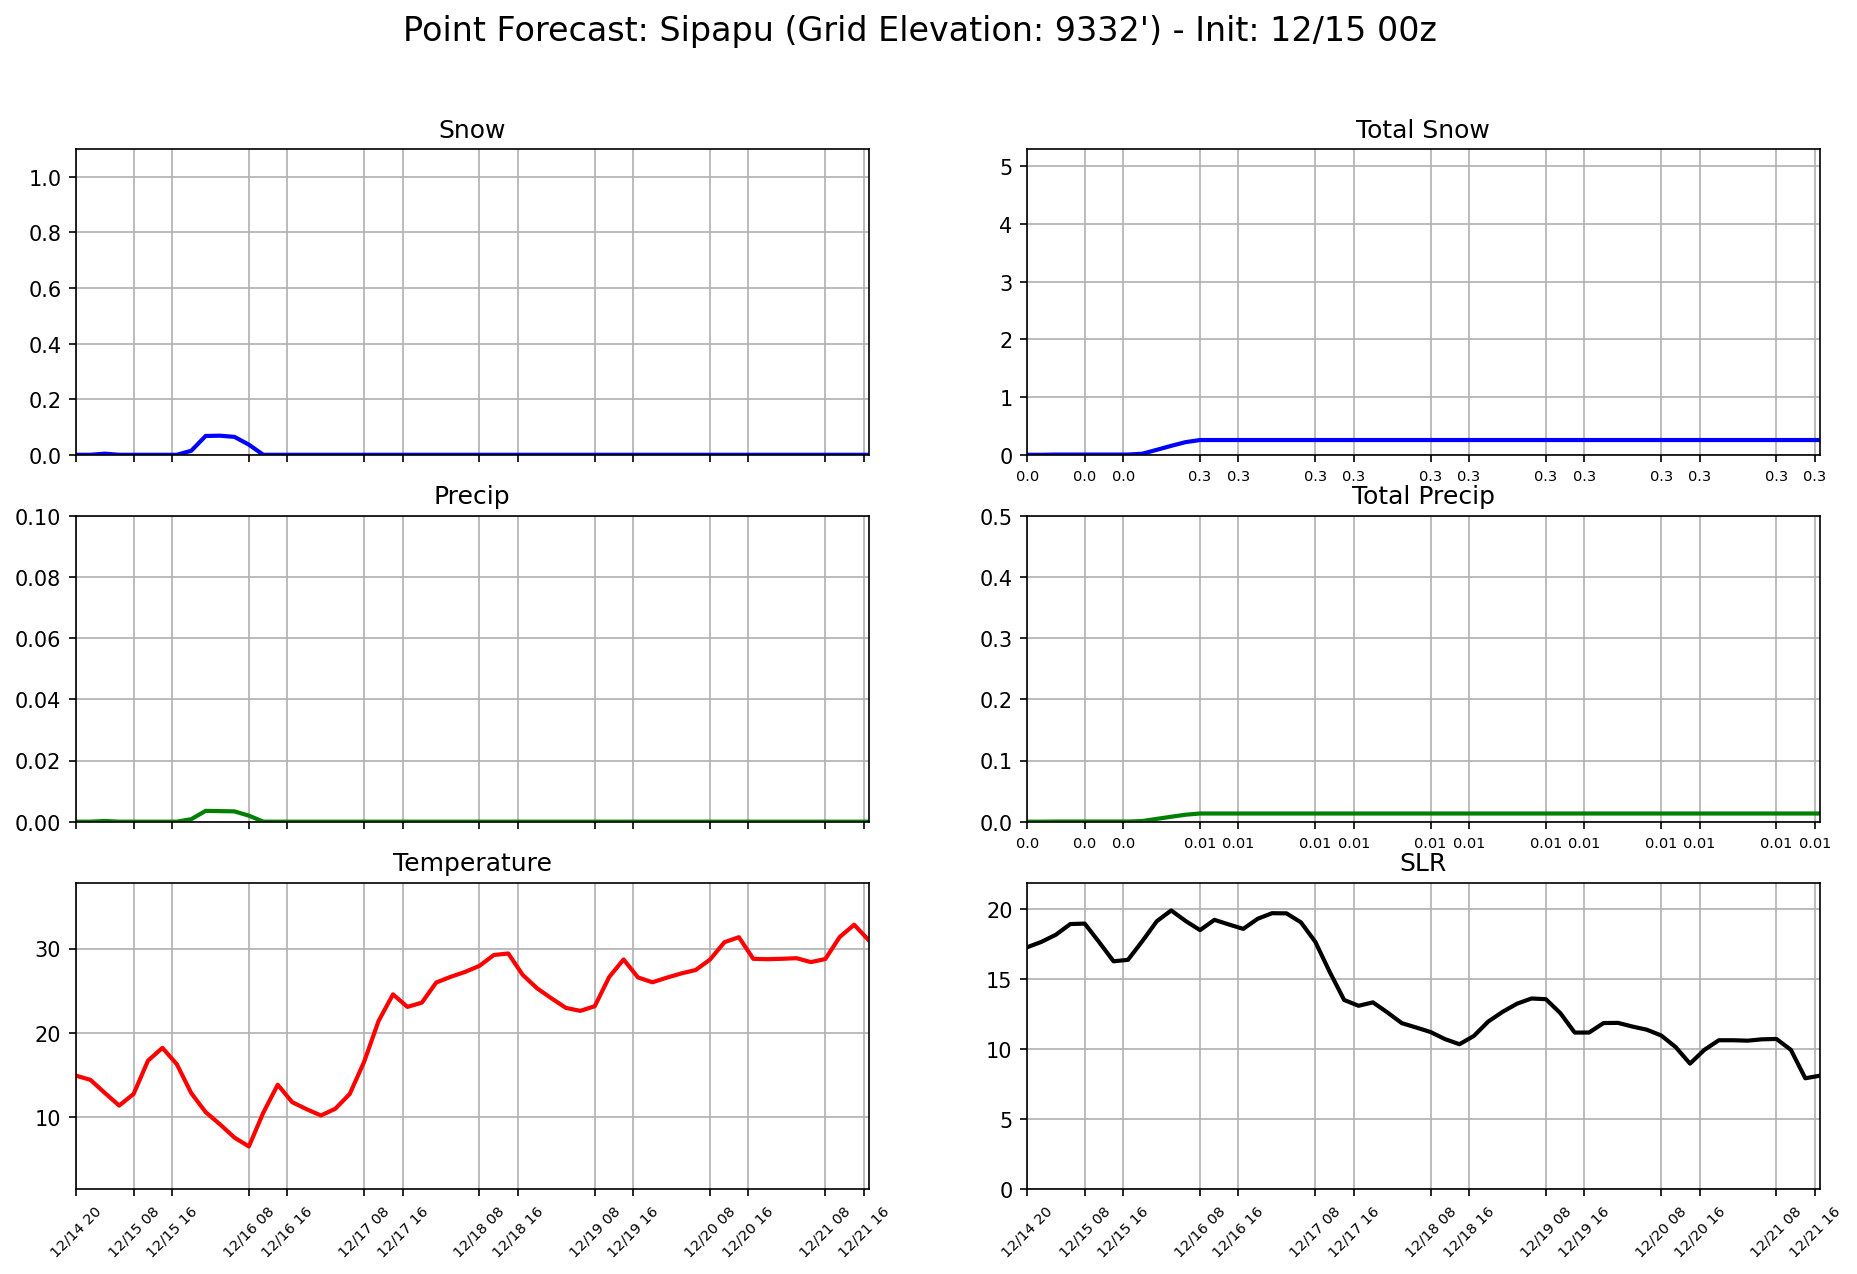 Point Forecast: Sipapu (Grid Elevation: 9332') - Init: 12/15 00z
Snow
1.0
0.8
0.6
0.4
0.2
0.0
Total Snow
5
4
3
2
1
0
0.0 0.0 0.0 0.3 0.3 0.3 0.3 0.3 0.3 0.3 0.3 0.3 0.3 0.3 0.3
Precip
0.10
0.08
0.06
0.04
0.02
0.00
Total Precip
0.5
0.4
0.3
0.2
0.1
0.0
0.0 0.0 0.0 0.01 0.01 0.01 0.01 0.01 0.01 0.01 0.01 0.01 0.01 0.01 0.01
Temperature
30
20
10
12/14 20 12/15 08 12/15 16 12/16 08 12/16 16 12/17 08 12/17 16 12/18 08 12/18 16 12/19 08 12/19 16 12/20 08 12/20 16 12/21 08 12/21 16
SLR
20
15
10
5
0
12/14 20 12/15 08 12/15 16 12/16 08 12/16 16 12/17 08 12/17 16 12/18 08 12/18 16 12/19 08 12/19 16 12/20 08 12/20 16 12/21 08 12/21 16